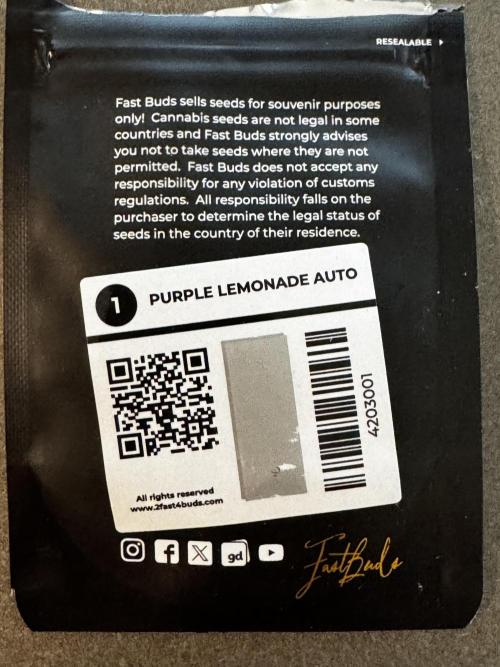 RESEALABLE
Fast Buds sells seeds for souvenir purposes
only! Cannabis seeds are not legal in some
countries and Fast Buds strongly advises
you not to take seeds where they are not
permitted. Fast Buds does not accept any
responsibility for any violation of customs
regulations. All responsibility falls on the
purchaser to determine the legal status of
seeds in the country of their residence.
1 PURPLE LEMONADE AUTO
4203001
All rights reserved
www.2fast4buds.com
gd
FastBuds